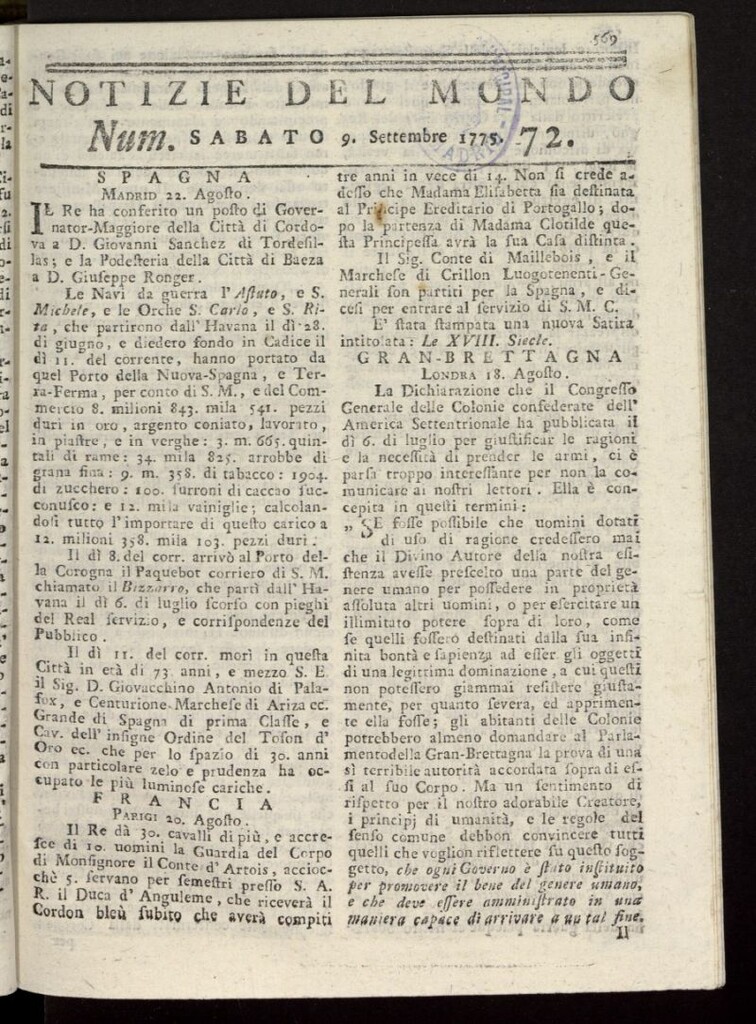 569
NOTIZIE DEL MONDO
Num. SABATO 9. Settembre 1775. 72.
SPAGNA
MADRID 22. Agosto.
IL Re ha conferito un posto di Gover-
nator-Maggiore della Città di Cordo-
va a D. Giovanni Sanchez di Tordesil-
las; e la Podesteria della Città di Baeza
a D. Giuseppe Ronger.
Le Navi da guerra l'Astuto, e S.
Michele, e le Orche S. Carlo, e S. Ri-
ta, che partirono dall'Havana il dì 28.
di giugno, e diedero fondo in Cadice il
dì 11. del corrente, hanno portato da
quel Porto della Nuova-Spagna, e Ter-
ra-Ferma, per conto di S. M., e del Com-
mercio 8. milioni 843. mila 541. pezzi
duri in oro, argento coniato, lavorato,
in piastre, e in verghe: 3. m. 665. quin-
tali di rame: 34. mila 825. arrobbe di
grana fina: 9. m. 358. di tabacco: 1904.
di zucchero: 100. surroni di caccao suc-
conusco: e 12. mila vainiglie; calcolan-
dosi tutto l'importare di questo carico a
12. milioni 358. mila 103. pezzi duri.
Il dì 8. del corr. arrivò al Porto del-
la Corogna il Paquebot corriero di S. M.
chiamato il Bizzarro, che partì dall'Ha-
vana il dì 6. di luglio scorso con pieghi
del Real servizio, e corrispondenze del
Pubblico.
Il dì 11. del corr. morì in questa
Città in età di 73 anni, e mezzo S. E.
il Sig. D. Giovacchino Antonio di Pala-
fox, e Centurione Marchese di Ariza ec.
Grande di Spagna di prima Classe, e
Cav. dell'insigne Ordine del Toson d'
Oro ec. che per lo spazio di 30. anni
con particolare zelo e prudenza ha oc-
cupato le più luminose cariche.
FRANCIA
PARIGI 20. Agosto.
Il Re dà 30. cavalli di più, e accre-
sce di 10. uomini la Guardia del Corpo
di Monsignore il Conte d'Artois, accioc-
chè 5. servano per semestri presso S. A.
R. il Duca d'Anguleme, che riceverà il
Cordon bleù subito che averà compiti
tre anni in vece di 14. Non si crede a-
desso che Madama Elisabetta sia destinata
al Principe Ereditario di Portogallo; do-
po la partenza di Madama Clotilde que-
sta Principessa avrà la sua Casa distinta.
Il Sig. Conte di Maillebois, e il
Marchese di Crillon Luogotenenti-Ge-
nerali son partiti per la Spagna, e di-
cesi per entrare al servizio di S. M. C.
E' stata stampata una nuova Satira
intitolata: Le XVIII. Siecle.
GRAN-BRETTAGNA
LONDRA 18. Agosto.
La Dichiarazione che il Congresso
Generale delle Colonie confederate dell'
America Settentrionale ha pubblicata il
dì 6. di luglio per giustificar le ragioni
e la necessità di prender le armi, ci è
parsa troppo interessante per non la co-
municare ai nostri lettori. Ella è con-
cepita in questi termini:
„ SE fosse possibile che uomini dotati
di uso di ragione credessero mai
che il Divino Autore della nostra esi-
stenza avesse prescelto una parte del ge-
nere umano per possedere in proprietà
assoluta altri uomini, o per esercitare un
illimitato potere sopra di loro, come
se quelli fossero destinati dalla sua infi-
nita bontà e sapienza ad esser gli oggetti
di una legittima dominazione, a cui questi
non potessero giammai resistere giusta-
mente, per quanto severa, ed apprimen-
te ella fosse; gli abitanti delle Colonie
potrebbero almeno domandare al Parla-
mento della Gran-Brettagna la prova di una
sì terribile autorità accordata sopra di es-
si al suo Corpo. Ma un sentimento di
rispetto per il nostro adorabile Creatore,
i principj di umanità, e le regole del
senso comune debbon convincere tutti
quelli che voglion riflettere su questo sog-
getto, che ogni Governo è stato instituito
per promovere il bene del genere umano,
e che deve essere amministrato in una
maniera capace di arrivare a un tal fine.
Il